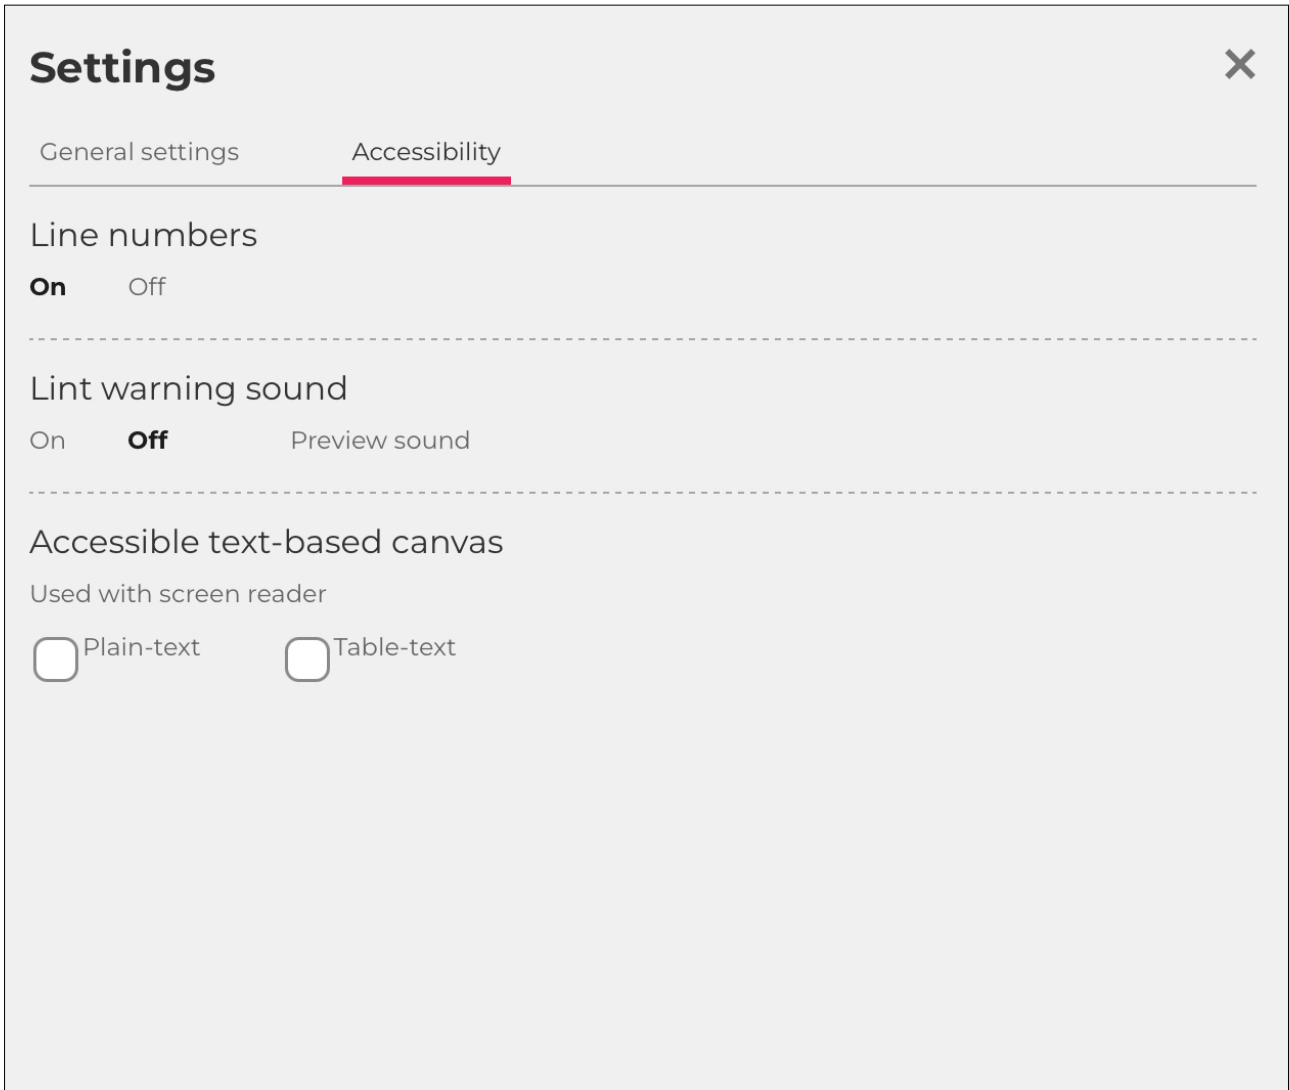 Settings
General settings Accessibility
Line numbers
On Off
Lint warning sound
On Off Preview sound
Accessible text-based canvas
Used with screen reader
Plain-text Table-text